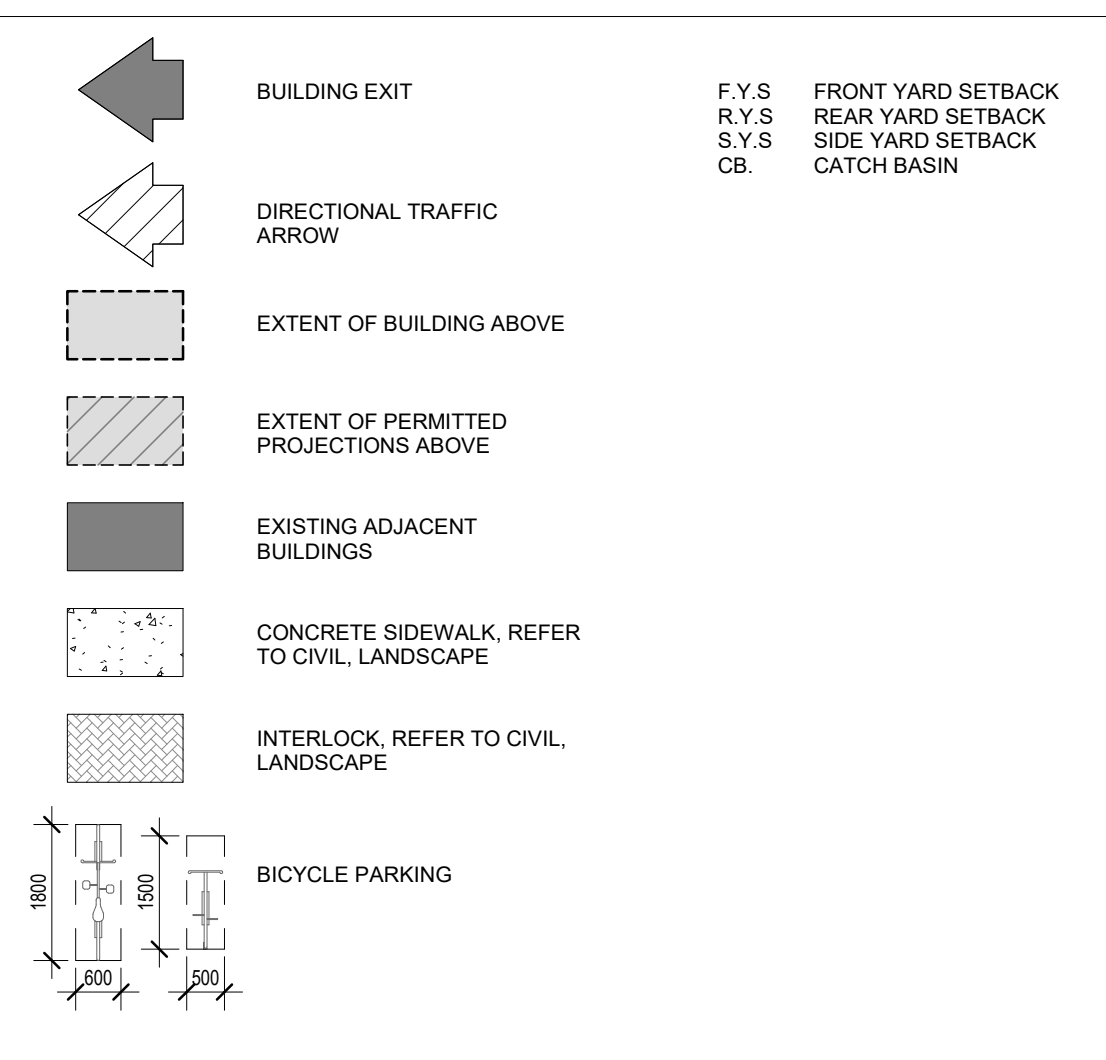 BUILDING EXIT
DIRECTIONAL TRAFFIC
ARROW
EXTENT OF BUILDING ABOVE
EXTENT OF PERMITTED
PROJECTIONS ABOVE
EXISTING ADJACENT
BUILDINGS
CONCRETE SIDEWALK, REFER
TO CIVIL, LANDSCAPE
INTERLOCK, REFER TO CIVIL,
LANDSCAPE
1800
600
1500
500
BICYCLE PARKING
F.Y.S FRONT YARD SETBACK
R.Y.S REAR YARD SETBACK
S.Y.S SIDE YARD SETBACK
CB. CATCH BASIN